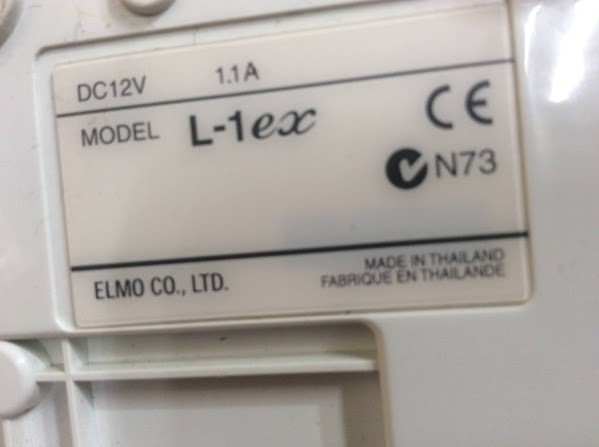 DC12V 1.1A
MODEL L-1ex
CE
N73
ELMO CO., LTD.
MADE IN THAILAND
FABRIQUE EN THAILANDE